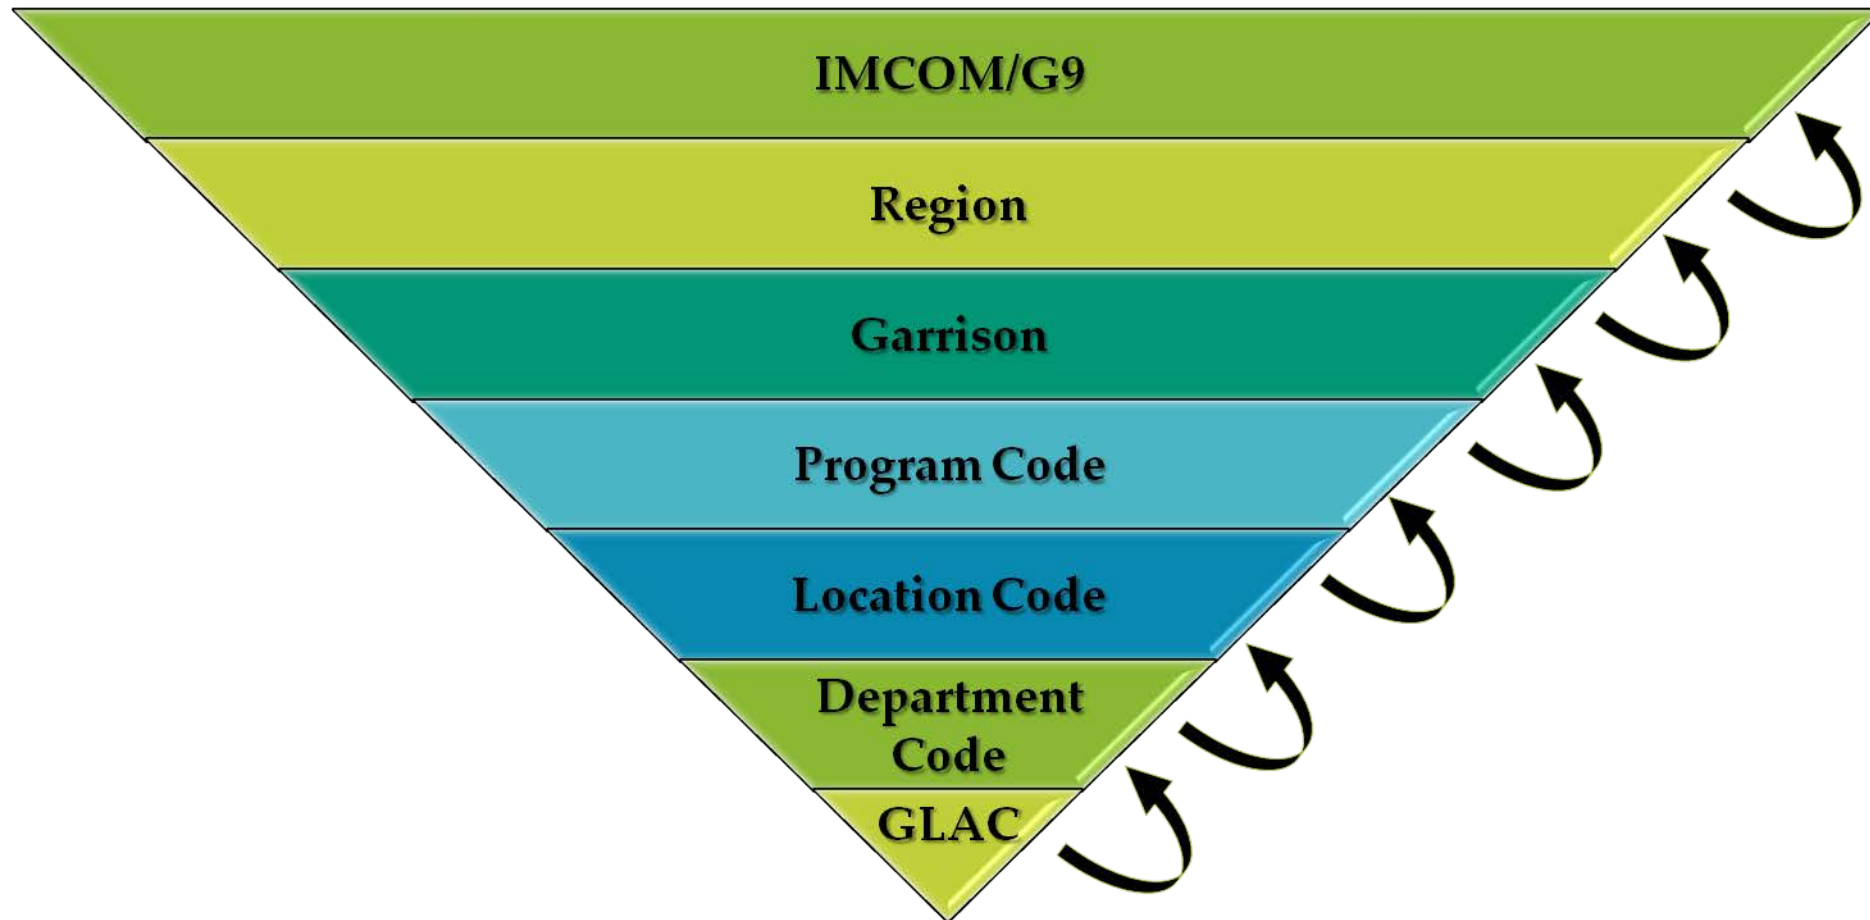 IMCOM/G9
Region
Garrison
Program Code
Location Code
Department
Code
GLAC